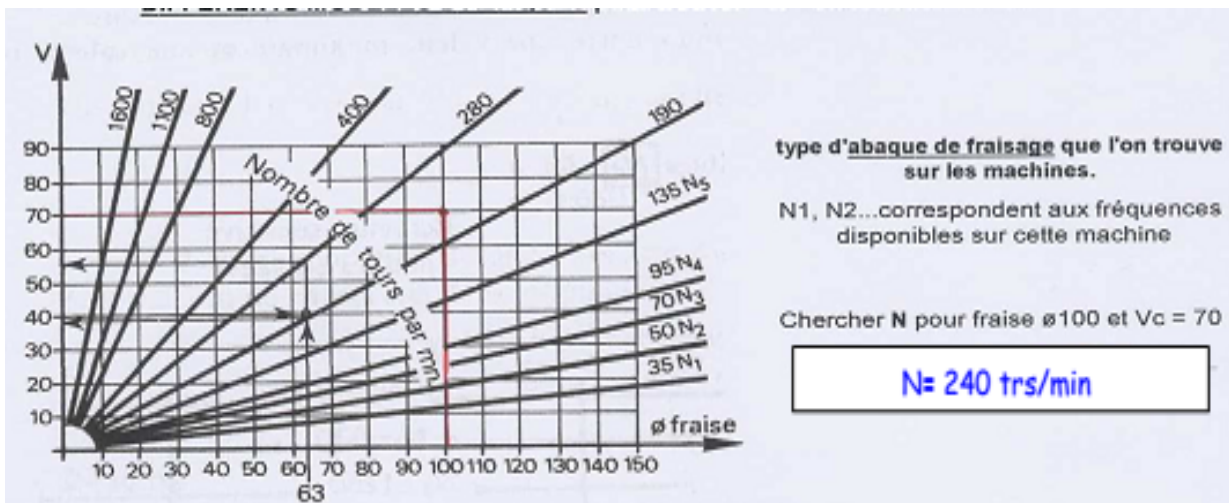 V
1600
1100
800
400
280
190
135 N5
95 N4
70 N3
50 N2
35 N1
Nombre de tours par mn
90
80
70
60
50
40
30
20
10
ø fraise
10 20 30 40 50 60 70 80 90 100 110 120 130 140 150
63
type d'abaque de fraisage que l'on trouve
sur les machines.
N1, N2...correspondent aux fréquences
disponibles sur cette machine
Chercher N pour fraise ø100 et Vc = 70
N= 240 trs/min